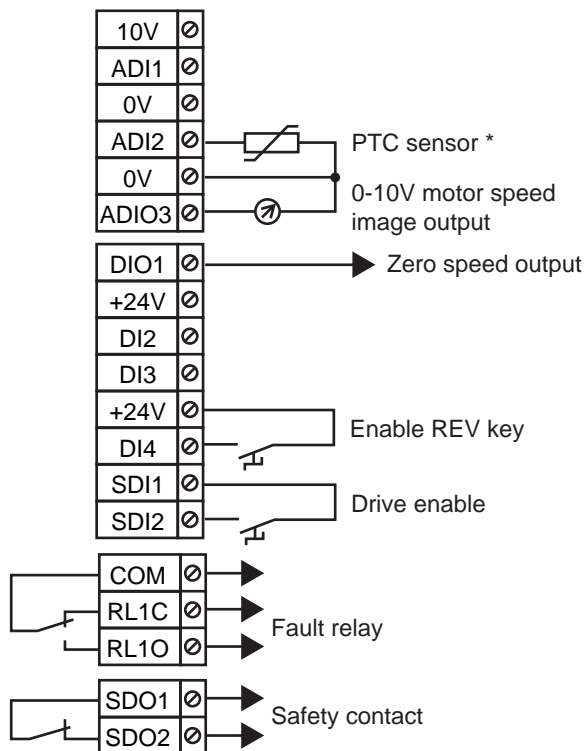 10V
ADI1
0V
ADI2
PTC sensor *
0V
0-10V motor speed
image output
ADIO3
DIO1
Zero speed output
+24V
DI2
DI3
+24V
Enable REV key
DI4
SDI1
Drive enable
SDI2
COM
RL1C
Fault relay
RL1O
SDO1
Safety contact
SDO2